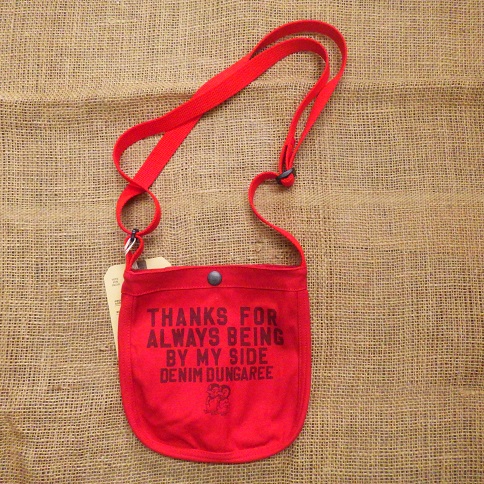 THANKS FOR
ALWAYS BEING
BY MY SIDE
DENIM DUNGAREE